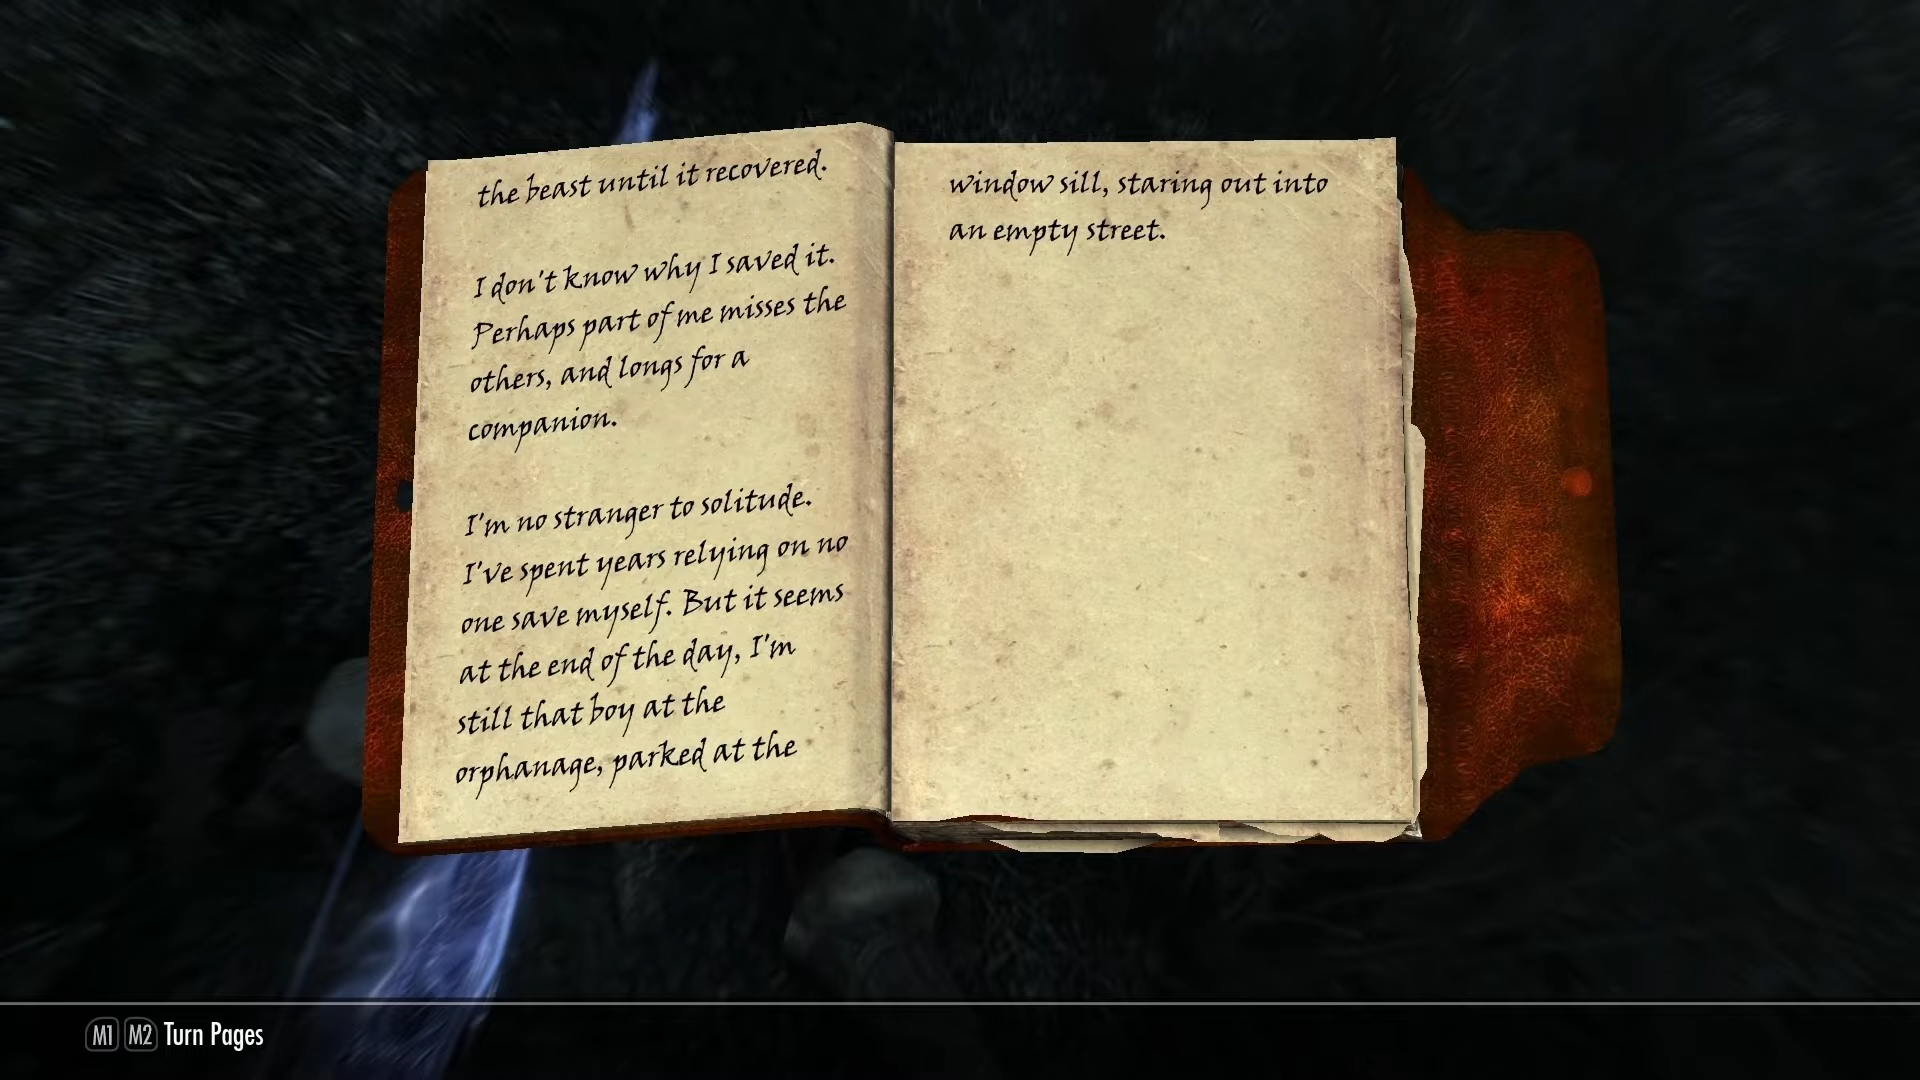 the beast until it recovered.
I don't know why I saved it.
Perhaps part of me misses the
others, and longs for a
companion.
I'm no stranger to solitude.
I've spent years relying on no
one save myself. But it seems
at the end of the day, I'm
still that boy at the
orphanage, parked at the
window sill, staring out into
an empty street.
M1 M2 Turn Pages